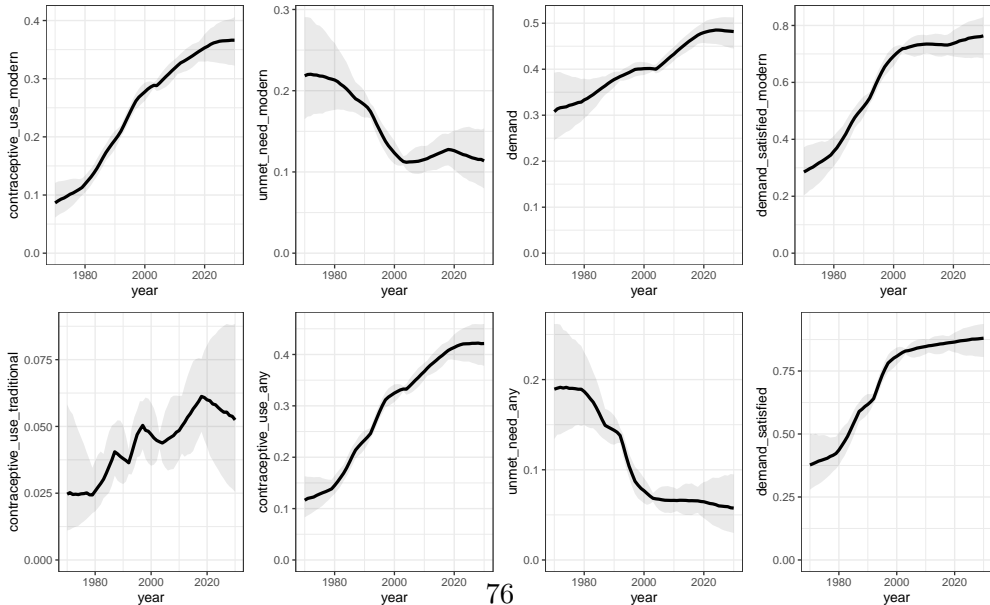 contraceptive_use_modern
0.4
0.3
0.2
0.1
0.0
1980 2000 2020
year
unmet_need_modern
0.3
0.2
0.1
0.0
1980 2000 2020
year
demand
0.5
0.4
0.3
0.2
0.1
0.0
1980 2000 2020
year
demand_satisfied_modern
0.8
0.6
0.4
0.2
0.0
1980 2000 2020
year
contraceptive_use_traditional
0.075
0.050
0.025
0.000
1980 2000 2020
year
contraceptive_use_any
0.4
0.3
0.2
0.1
0.0
1980 2000 2020
year
unmet_need_any
0.2
0.1
0.0
1980 2000 2020
year
demand_satisfied
0.75
0.50
0.25
0.00
1980 2000 2020
year
76